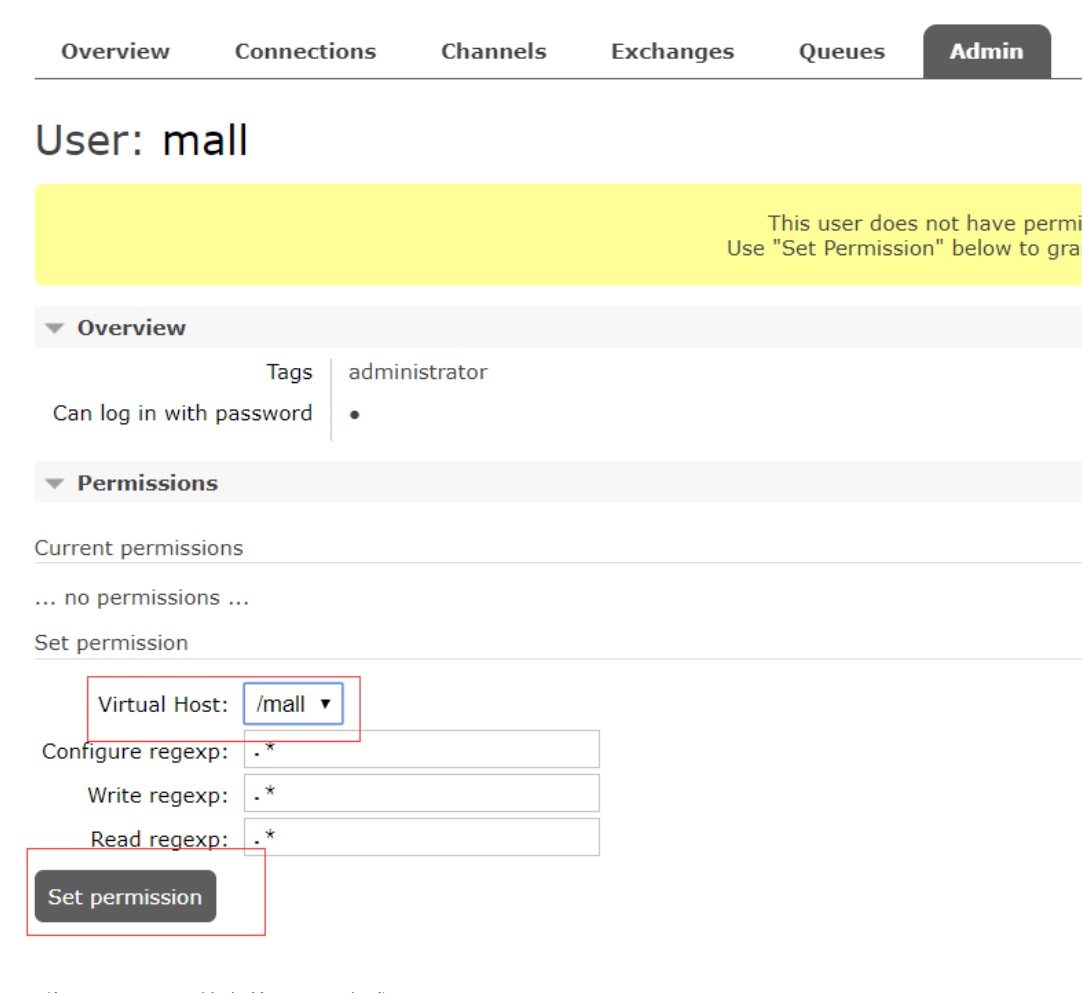 Overview Connections Channels Exchanges Queues Admin
User: mall
This user does not have permi
Use "Set Permission" below to gra
Overview
Tags administrator
Can log in with password •
Permissions
Current permissions
... no permissions ...
Set permission
Virtual Host: /mall ▼
Configure regexp: .*
Write regexp: .*
Read regexp: .*
Set permission